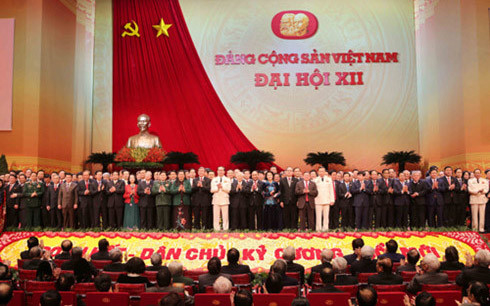 ĐẢNG CỘNG SẢN VIỆT NAM
ĐẠI HỘI XII
DÂN CHỦ - KỶ CƯƠNG